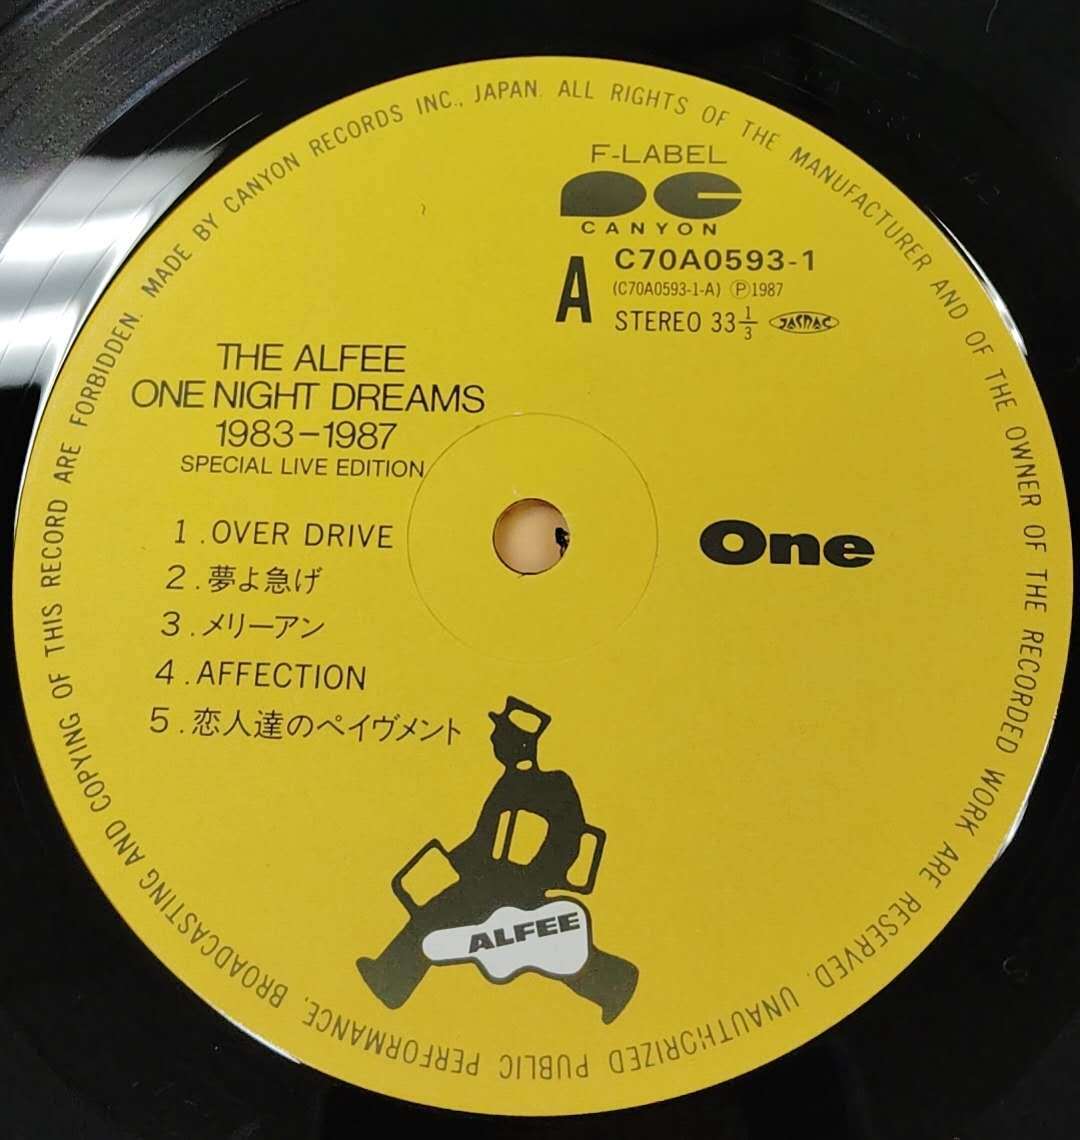 MADE BY CANYON RECORDS INC., JAPAN. ALL RIGHTS OF THE MANUFACTURER AND OF THE OWNER OF THE RECORDED WORK ARE RESERVED. UNAUTHORIZED PUBLIC PERFORMANCE, BROADCASTING AND COPYING OF THIS RECORD ARE FORBIDDEN.
F-LABEL
CANYON
A
C70A0593-1
(C70A0593-1-A) Ⓟ1987
STEREO 33 1/3 JASRAC
THE ALFEE
ONE NIGHT DREAMS
1983-1987
SPECIAL LIVE EDITION
1.OVER DRIVE
2.夢よ急げ
3.メリーアン
4.AFFECTION
5.恋人達のペイヴメント
One
ALFEE